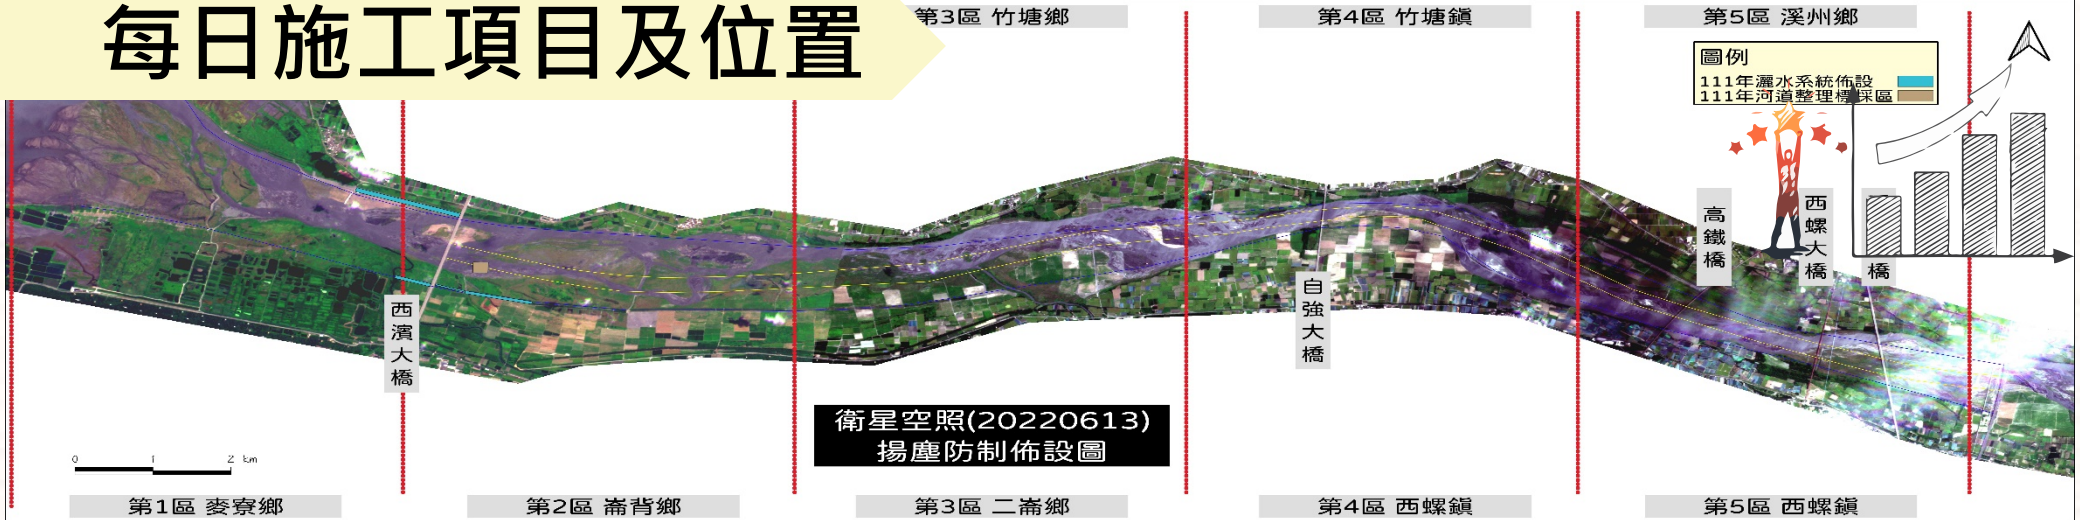 每日施工項目及位置
第3區 竹塘鄉
第4區 竹塘鎮
第5區 溪州鄉
圖例
111年灑水系統佈設
111年河道整理標採區
高鐵橋
西螺大橋
橋
西濱大橋
自強大橋
衛星空照(20220613)
揚塵防制佈設圖
0 1 2 km
第1區 麥寮鄉
第2區 崙背鄉
第3區 二崙鄉
第4區 西螺鎮
第5區 西螺鎮